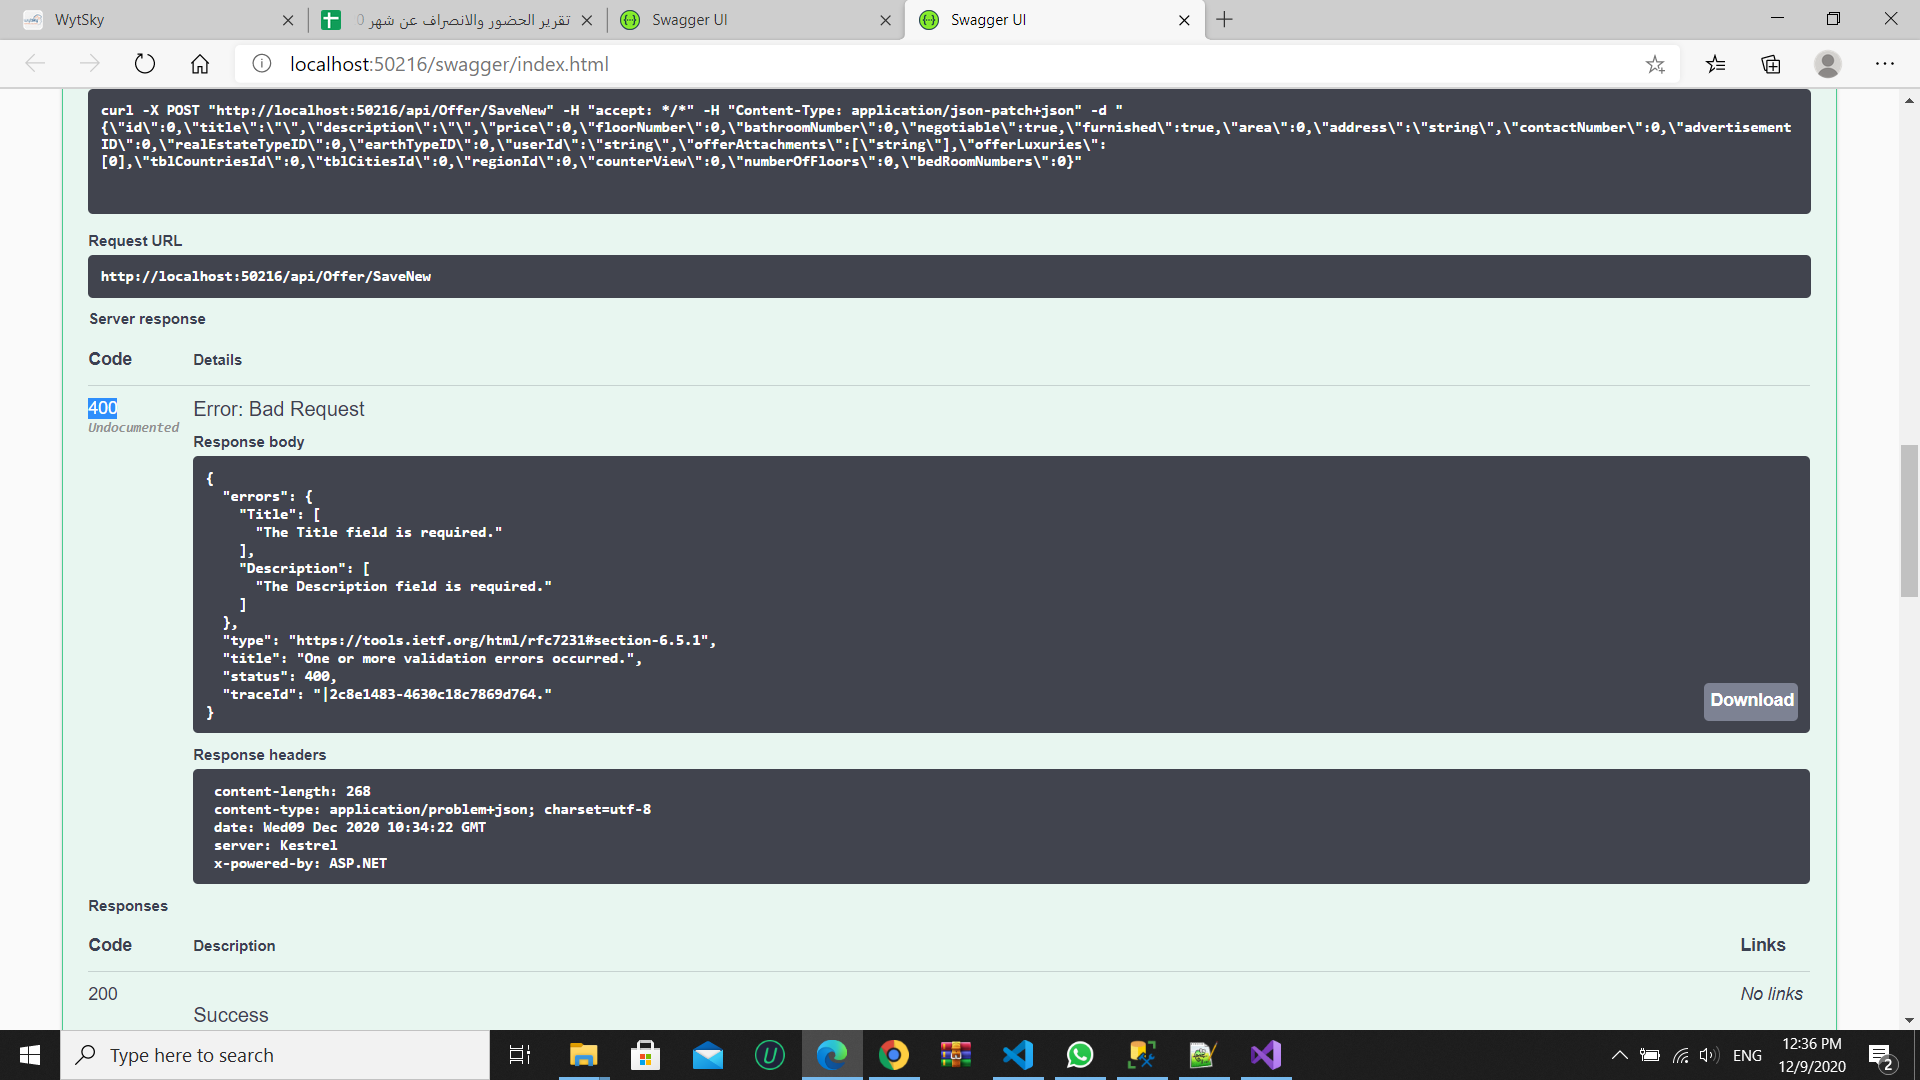 WytSky
تقرير الحضور والانصراف عن شهر 0
Swagger UI
Swagger UI
localhost:50216/swagger/index.html
curl -X POST "http://localhost:50216/api/Offer/SaveNew" -H "accept: */*" -H "Content-Type: application/json-patch+json" -d "
{\"id\":0,\"title\":\"\",\"description\":\"\",\"price\":0,\"floorNumber\":0,\"bathroomNumber\":0,\"negotiable\":true,\"furnished\":true,\"area\":0,\"address\":\"string\",\"contactNumber\":0,\"advertisement
ID\":0,\"realEstateTypeID\":0,\"earthTypeID\":0,\"userId\":\"string\",\"offerAttachments\":[\"string\"],\"offerLuxuries\":
[0],\"tblCountriesId\":0,\"tblCitiesId\":0,\"regionId\":0,\"counterView\":0,\"numberOfFloors\":0,\"bedRoomNumbers\":0}"
Request URL
http://localhost:50216/api/Offer/SaveNew
Server response
Code Details
400 Error: Bad Request
Undocumented
Response body
{
"errors": {
"Title": [
"The Title field is required."
],
"Description": [
"The Description field is required."
]
},
"type": "https://tools.ietf.org/html/rfc7231#section-6.5.1",
"title": "One or more validation errors occurred.",
"status": 400,
"traceId": "|2c8e1483-4630c18c7869d764."
}
Download
Response headers
content-length: 268
content-type: application/problem+json; charset=utf-8
date: Wed09 Dec 2020 10:34:22 GMT
server: Kestrel
x-powered-by: ASP.NET
Responses
Code Description Links
200 No links
Success
Type here to search
ENG
12:36 PM
12/9/2020
2